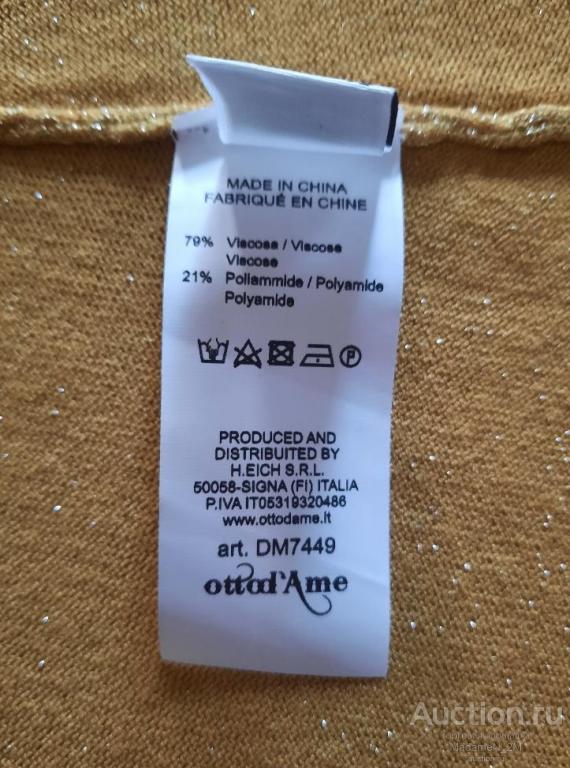 MADE IN CHINA
FABRIQUÉ EN CHINE
79% Viscosa / Viscose
Viscose
21% Poliammide / Polyamide
Polyamide
P
PRODUCED AND
DISTRIBUTED BY
H.EICH S.R.L.
50058-SIGNA (FI) ITALIA
P.IVA IT05319320486
www.ottodame.it
art. DM7449
ottod'Ame
Auction.ru